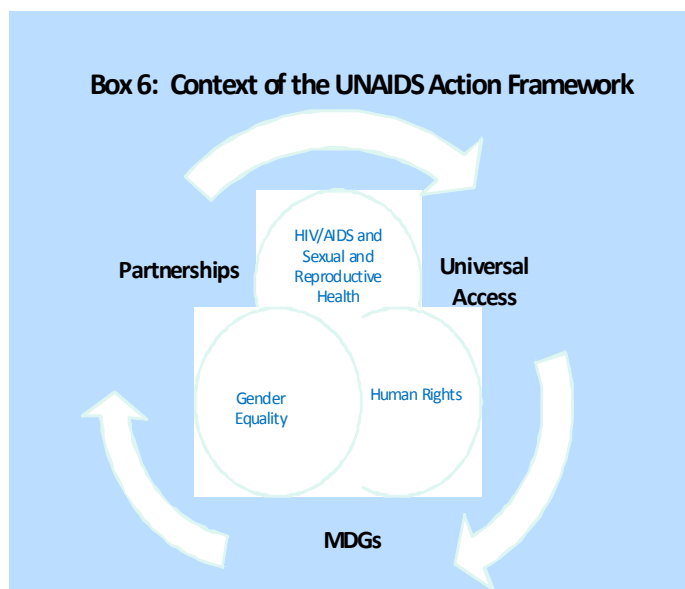 Box 6: Context of the UNAIDS Action Framework
HIV/AIDS and
Sexual and
Reproductive
Health
Partnerships
Universal
Access
Gender
Equality
Human Rights
MDGs